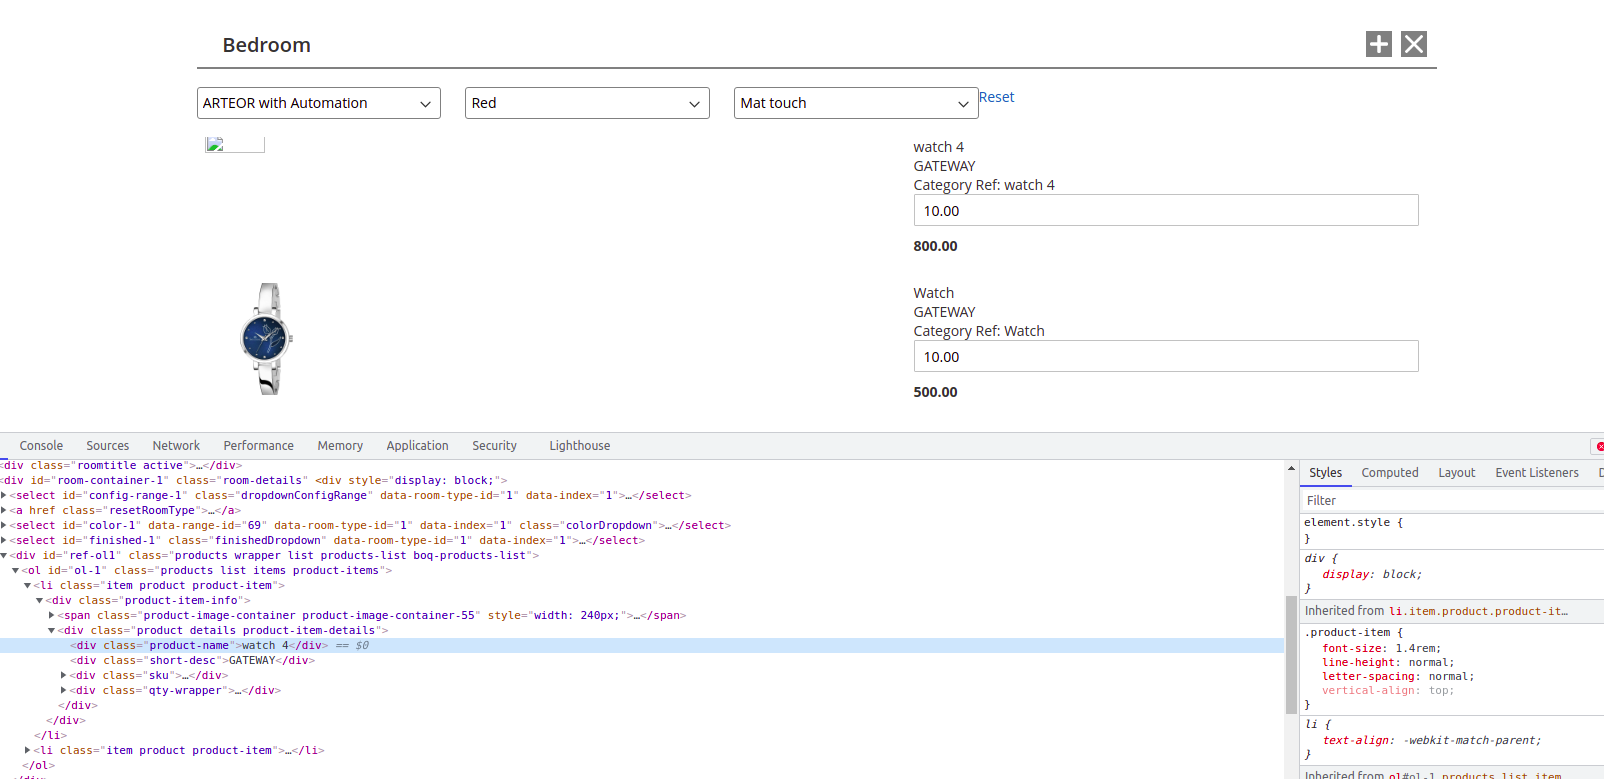 Bedroom
ARTEOR with Automation Red Mat touch Reset
watch 4
GATEWAY
Category Ref: watch 4
10.00
800.00
Watch
GATEWAY
Category Ref: Watch
10.00
500.00
Console Sources Network Performance Memory Application Security Lighthouse
<div class="roomtitle active">…</div>
<div id="room-container-1" class="room-details" <div style="display: block;">
<select id="config-range-1" class="dropdownConfigRange" data-room-type-id="1" data-index="1">…</select>
<a href class="resetRoomType">…</a>
<select id="color-1" data-range-id="69" data-room-type-id="1" data-index="1" class="colorDropdown">…</select>
<select id="finished-1" class="finishedDropdown" data-room-type-id="1" data-index="1">…</select>
<div id="ref-ol1" class="products wrapper list products-list boq-products-list">
<ol id="ol-1" class="products list items product-items">
<li class="item product product-item">
<div class="product-item-info">
<span class="product-image-container product-image-container-55" style="width: 240px;">…</span>
<div class="product details product-item-details">
<div class="product-name">watch 4</div> == $0
<div class="short-desc">GATEWAY</div>
<div class="sku">…</div>
<div class="qty-wrapper">…</div>
</div>
</div>
</li>
<li class="item product product-item">…</li>
</ol>
Styles Computed Layout Event Listeners D
Filter
element.style {
}
div {
display: block;
}
Inherited from li.item.product.product-it…
.product-item {
font-size: 1.4rem;
line-height: normal;
letter-spacing: normal;
vertical-align: top;
}
li {
text-align: -webkit-match-parent;
}
Inherited from ol#ol-1.products.list.item